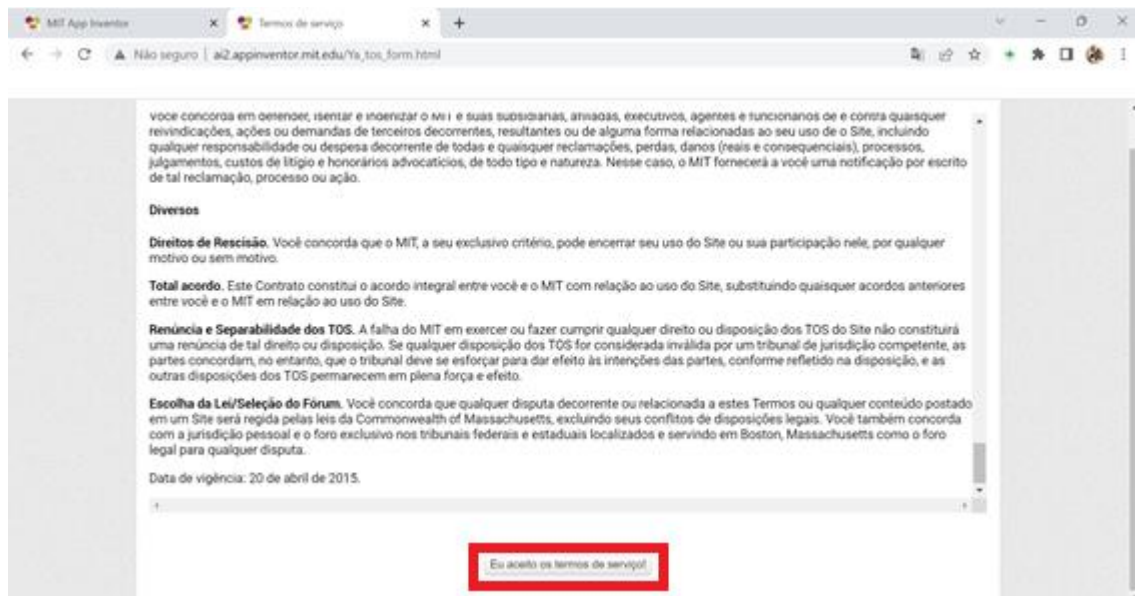 MIT App Inventor
Termos de serviço
Não seguro | ai2.appinventor.mit.edu/Ya_tos_form.html
Você concorda em defender, isentar e indenizar o MIT e suas subsidiárias, afiliadas, executivos, agentes e funcionários de e contra quaisquer
reivindicações, ações ou demandas de terceiros decorrentes, resultantes ou de alguma forma relacionadas ao seu uso de o Site, incluindo
qualquer responsabilidade ou despesa decorrente de todas e quaisquer reclamações, perdas, danos (reais e consequenciais), processos,
julgamentos, custos de litígio e honorários advocatícios, de todo tipo e natureza. Nesse caso, o MIT fornecerá a você uma notificação por escrito
de tal reclamação, processo ou ação.
Diversos
Direitos de Rescisão. Você concorda que o MIT, a seu exclusivo critério, pode encerrar seu uso do Site ou sua participação nele, por qualquer
motivo ou sem motivo.
Total acordo. Este Contrato constitui o acordo integral entre você e o MIT com relação ao uso do Site, substituindo quaisquer acordos anteriores
entre você e o MIT em relação ao uso do Site.
Renúncia e Separabilidade dos TOS. A falha do MIT em exercer ou fazer cumprir qualquer direito ou disposição dos TOS do Site não constituirá
uma renúncia de tal direito ou disposição. Se qualquer disposição dos TOS for considerada inválida por um tribunal de jurisdição competente, as
partes concordam, no entanto, que o tribunal deve se esforçar para dar efeito às intenções das partes, conforme refletido na disposição, e as
outras disposições dos TOS permanecem em plena força e efeito.
Escolha da Lei/Seleção do Fórum. Você concorda que qualquer disputa decorrente ou relacionada a estes Termos ou qualquer conteúdo postado
em um Site será regida pelas leis da Commonwealth of Massachusetts, excluindo seus conflitos de disposições legais. Você também concorda
com a jurisdição pessoal e o foro exclusivo nos tribunais federais e estaduais localizados e servindo em Boston, Massachusetts como o foro
legal para qualquer disputa.
Data de vigência: 20 de abril de 2015.
Eu aceito os termos de serviço!